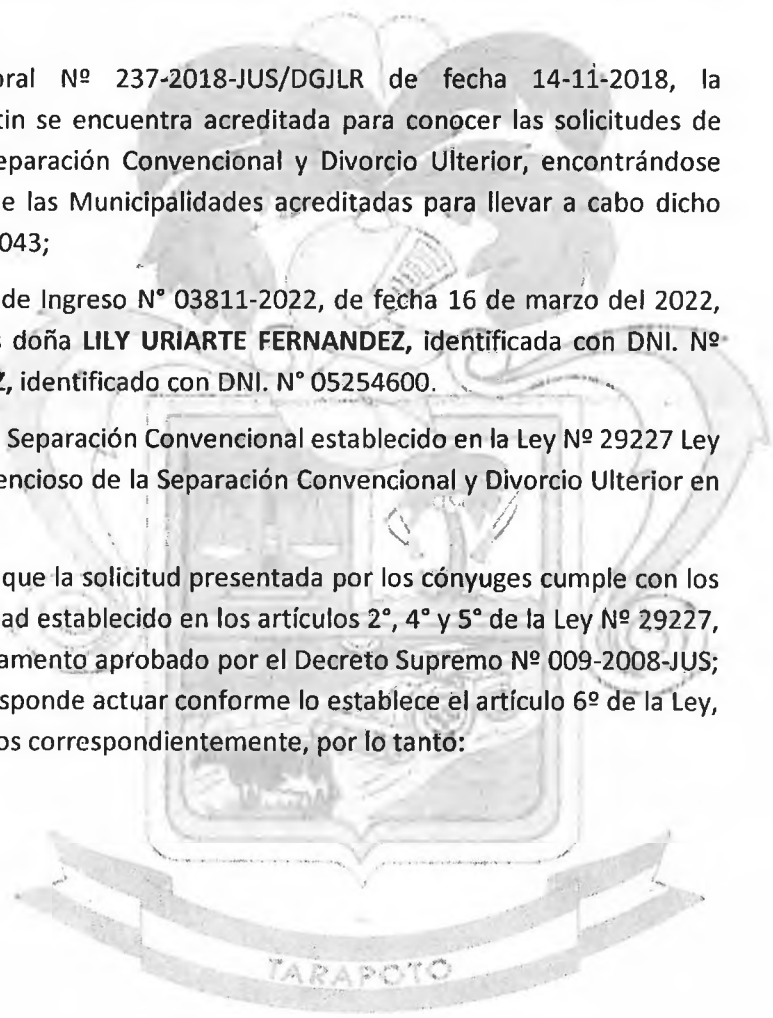 oral Nº 237-2018-JUS/DGJLR de fecha 14-11-2018, la
tin se encuentra acreditada para conocer las solicitudes de
eparación Convencional y Divorcio Ulterior, encontrándose
e las Municipalidades acreditadas para llevar a cabo dicho
043;
de Ingreso N° 03811-2022, de fecha 16 de marzo del 2022,
s doña LILY URIARTE FERNANDEZ, identificada con DNI. Nº
Z, identificado con DNI. N° 05254600.
Separación Convencional establecido en la Ley Nº 29227 Ley
encioso de la Separación Convencional y Divorcio Ulterior en
que la solicitud presentada por los cónyuges cumple con los
ad establecido en los artículos 2°, 4° y 5° de la Ley Nº 29227,
amento aprobado por el Decreto Supremo Nº 009-2008-JUS;
sponde actuar conforme lo establece el artículo 6º de la Ley,
os correspondientemente, por lo tanto:
TARAPOTO